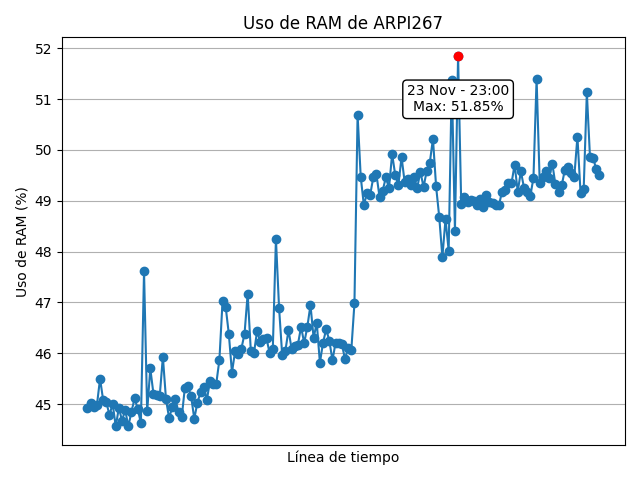 Uso de RAM de ARPI267
52
51
50
49
48
47
46
45
Uso de RAM (%)
23 Nov - 23:00
Max: 51.85%
Línea de tiempo